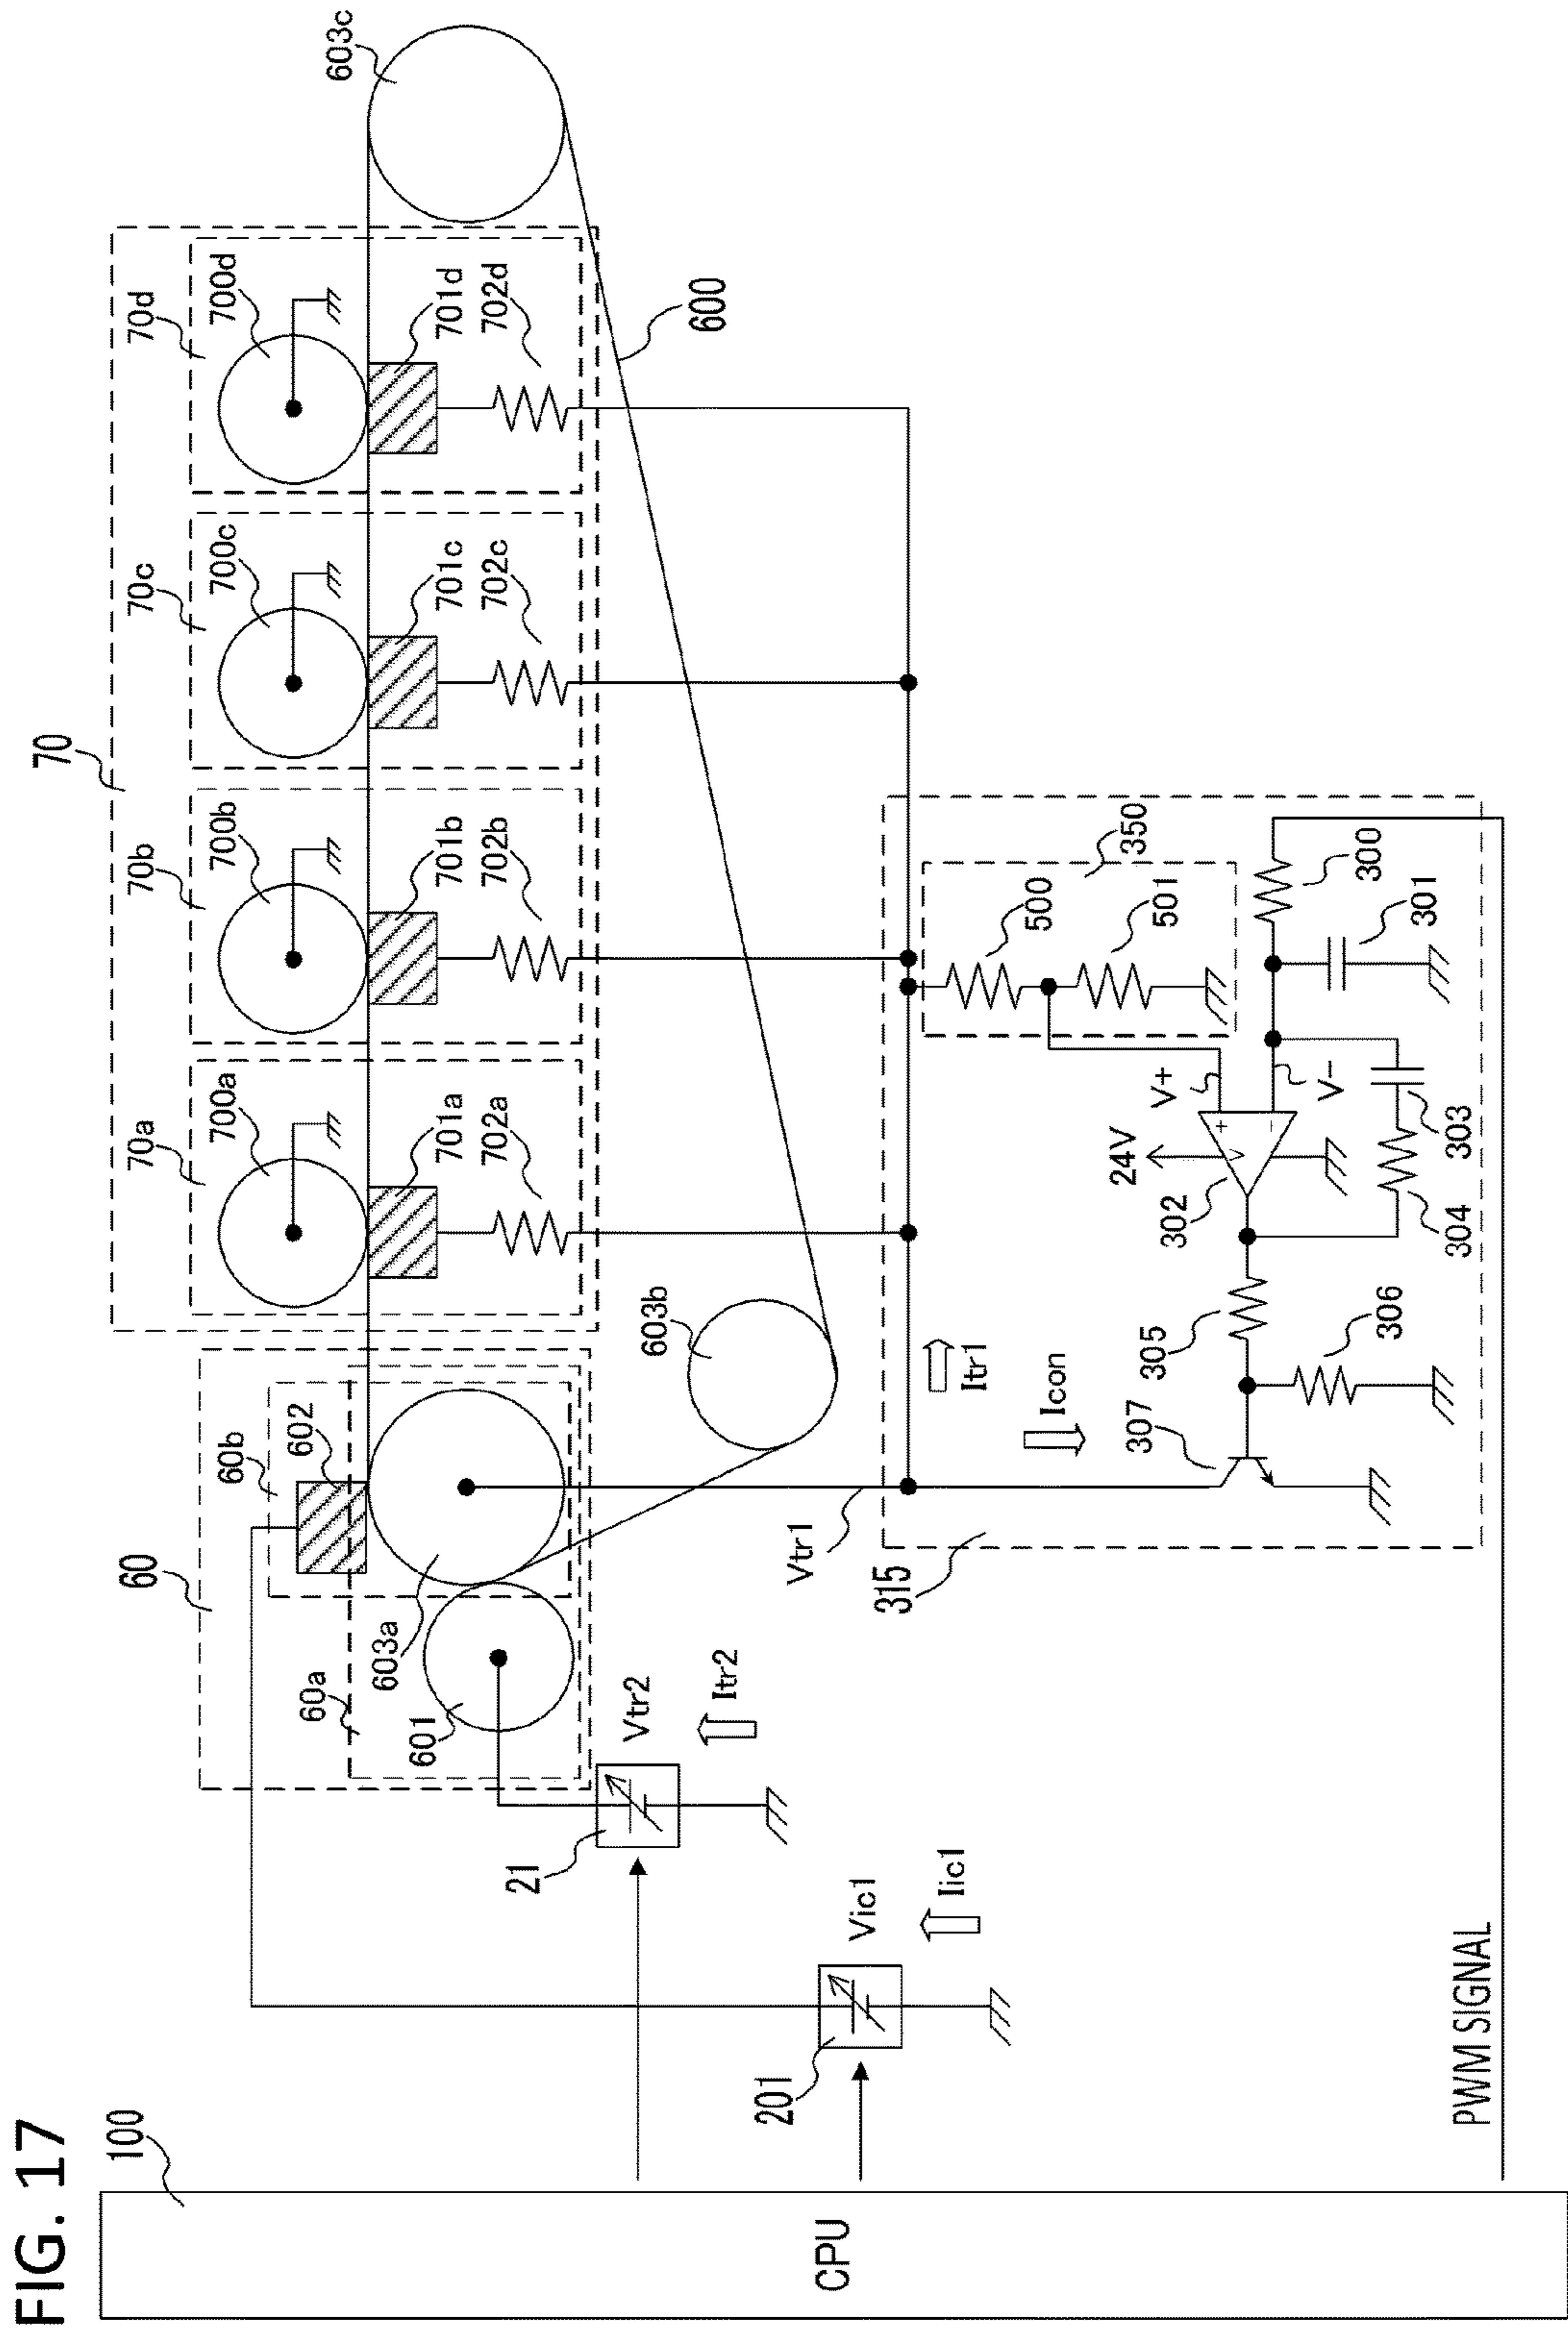 FIG. 17
100
CPU
60
60b
602
60a
603a
601
70
70a
700a
701a
702a
70b
700b
701b
702b
70c
700c
701c
702c
70d
700d
701d
702d
603c
603b
600
21
Vtr2
Itr2
201
Vic1
Iic1
Vtr1
315
Itr1
Icon
350
500
501
V+
V-
24V
+
-
V
302
300
301
303
304
305
306
307
PWM SIGNAL